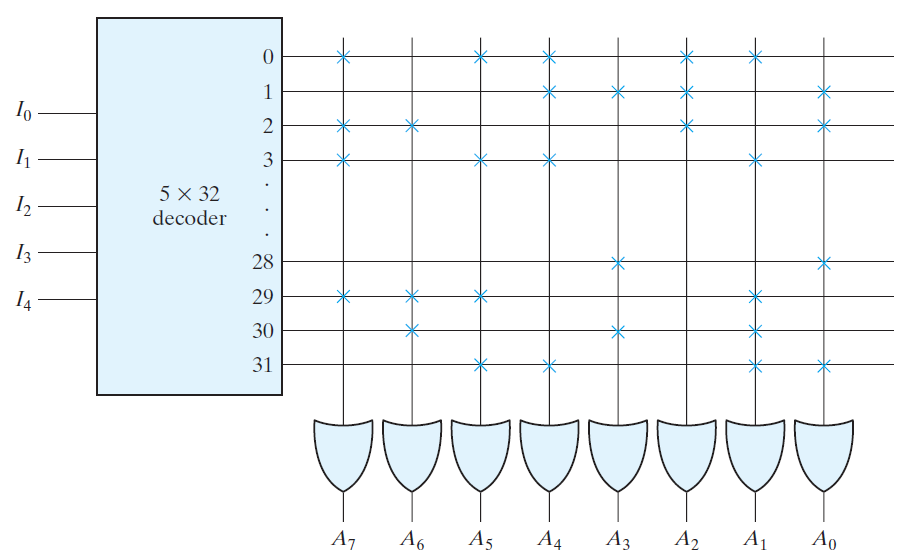 0
1
I₀
2
I₁
3
5 × 32
I₂
decoder
I₃
28
29
I₄
30
31
A₇ A₆ A₅ A₄ A₃ A₂ A₁ A₀